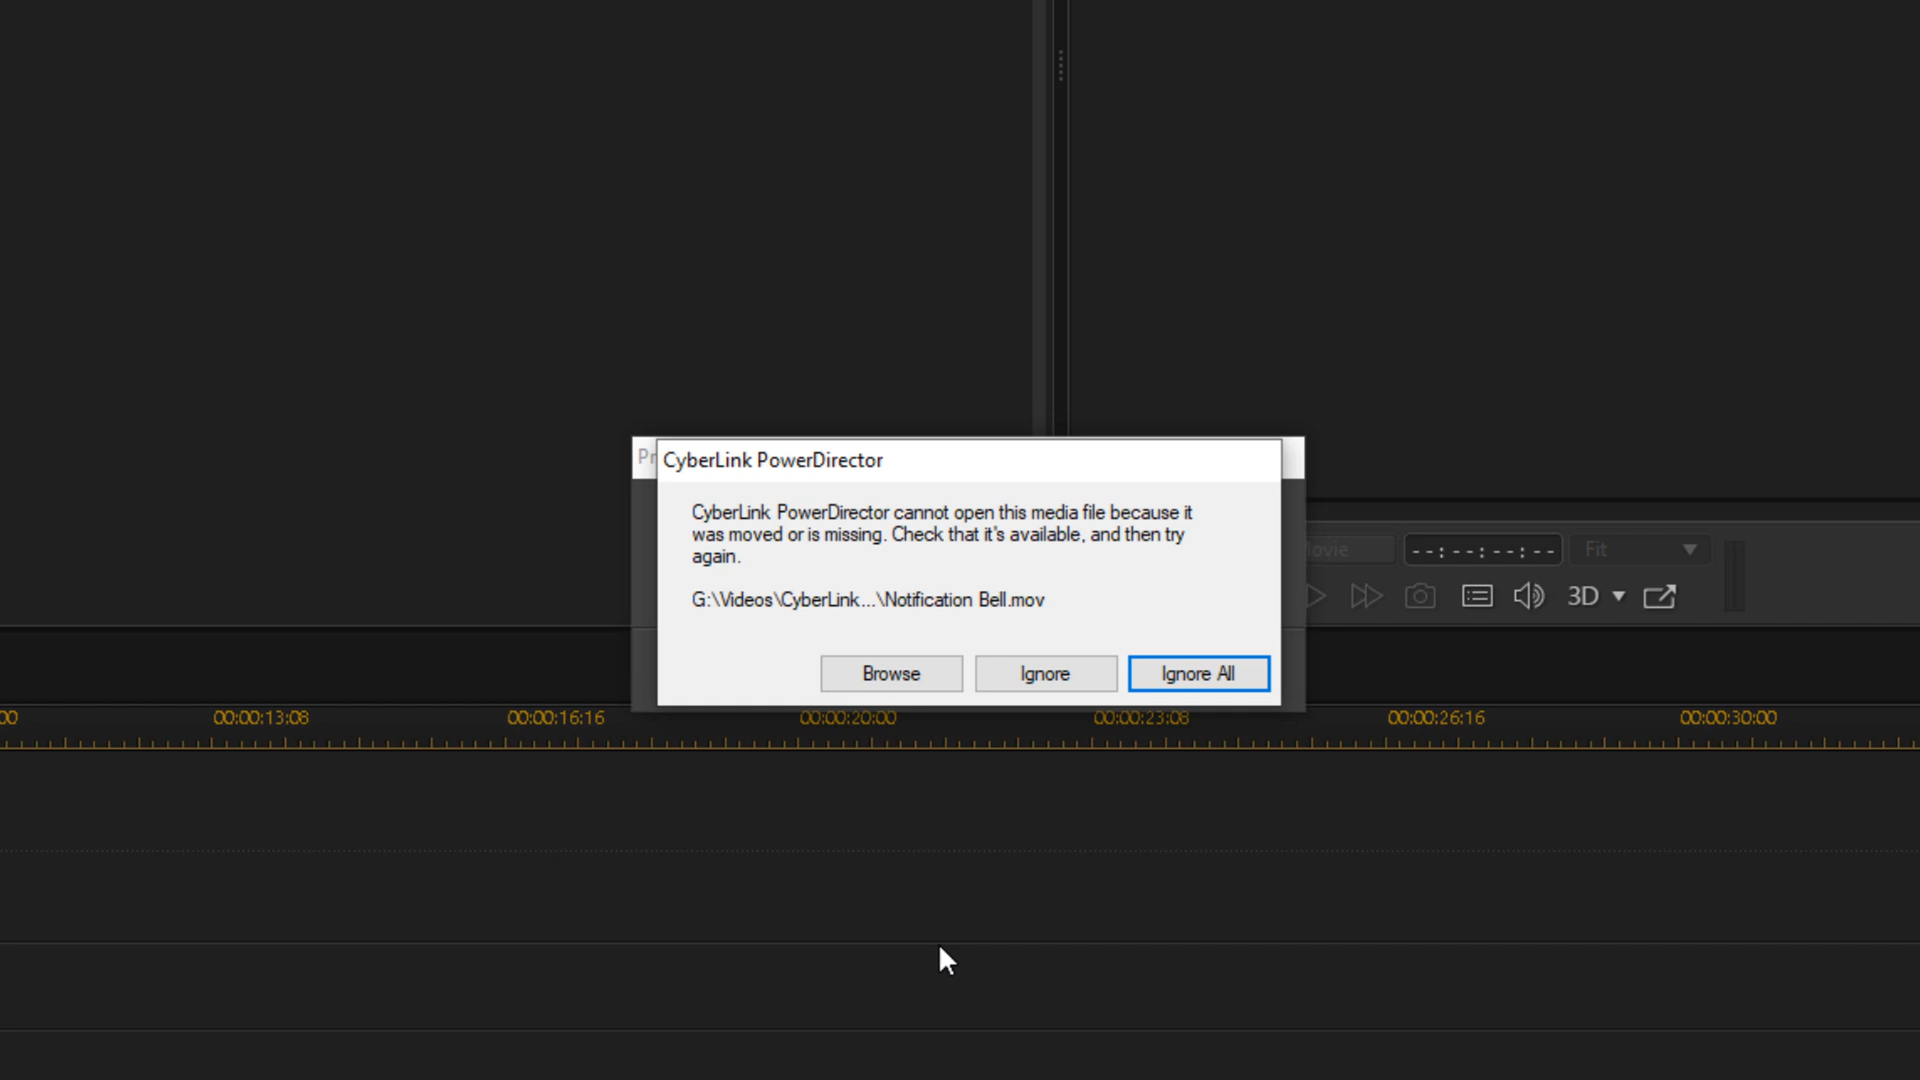 Pr
CyberLink PowerDirector
CyberLink PowerDirector cannot open this media file because it
was moved or is missing. Check that it's available, and then try
again.
G:\Videos\CyberLink...\Notification Bell.mov
Browse Ignore Ignore All
ovie --:--:--:-- Fit
3D
00 00:00:13:08 00:00:16:16 00:00:20:00 00:00:23:08 00:00:26:16 00:00:30:00